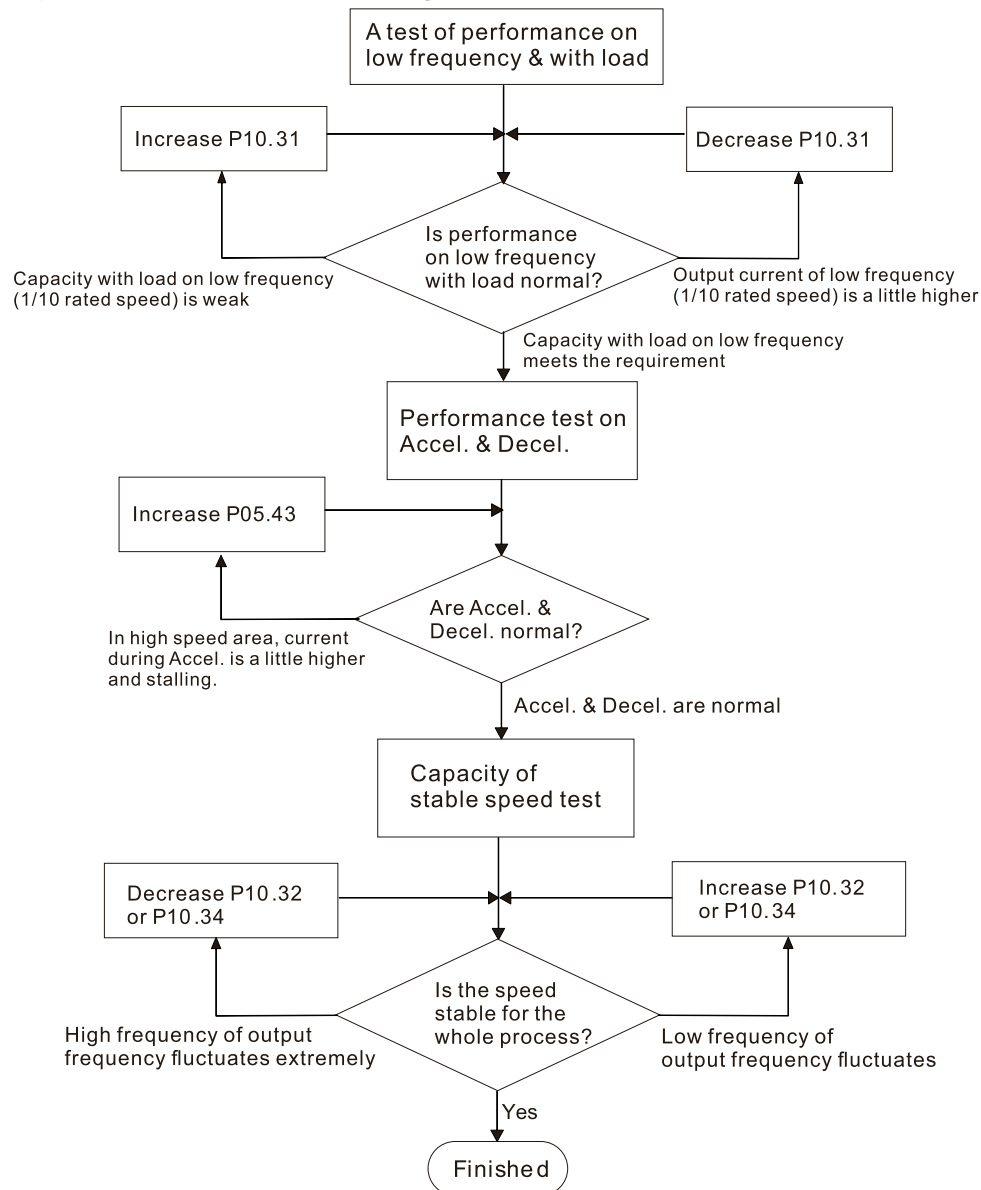 A test of performance on
low frequency & with load
Increase P10.31
Decrease P10.31
Is performance
on low frequency
with load normal?
Capacity with load on low frequency
(1/10 rated speed) is weak
Output current of low frequency
(1/10 rated speed) is a little higher
Capacity with load on low frequency
meets the requirement
Performance test on
Accel. & Decel.
Increase P05.43
Are Accel. &
Decel. normal?
In high speed area, current
during Accel. is a little higher
and stalling.
Accel. & Decel. are normal
Capacity of
stable speed test
Decrease P10.32
or P10.34
Increase P10.32
or P10.34
Is the speed
stable for the
whole process?
High frequency of output
frequency fluctuates extremely
Low frequency of
output frequency fluctuates
Yes
Finished